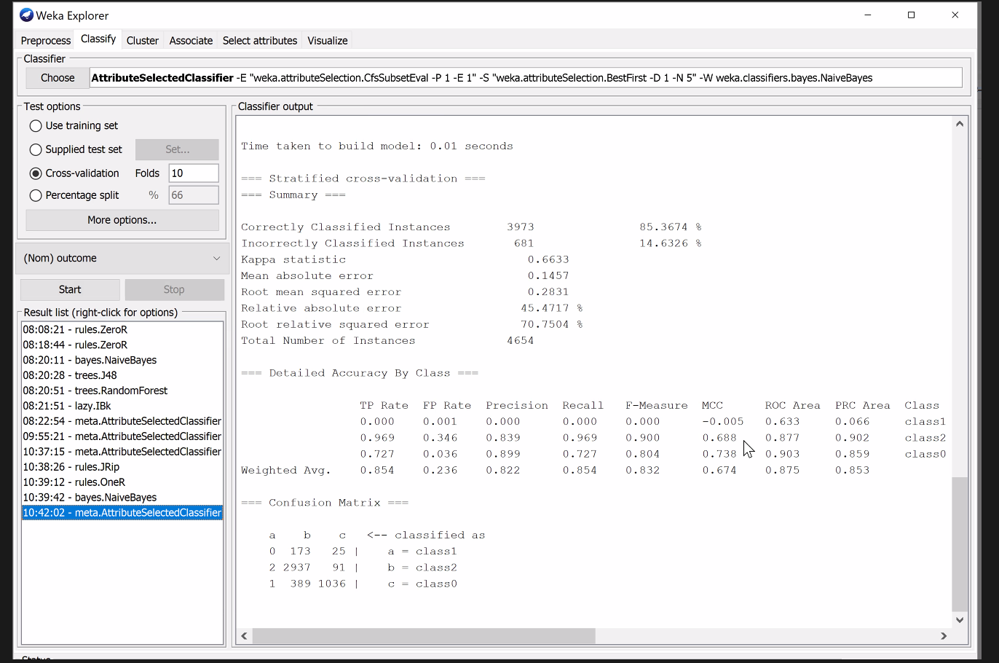 Weka Explorer
Preprocess Classify Cluster Associate Select attributes Visualize
Classifier
Choose AttributeSelectedClassifier -E "weka.attributeSelection.CfsSubsetEval -P 1 -E 1" -S "weka.attributeSelection.BestFirst -D 1 -N 5" -W weka.classifiers.bayes.NaiveBayes
Test options
Use training set
Supplied test set Set...
Cross-validation Folds 10
Percentage split % 66
More options...
(Nom) outcome
Start Stop
Result list (right-click for options)
08:08:21 - rules.ZeroR
08:18:44 - rules.ZeroR
08:20:11 - bayes.NaiveBayes
08:20:28 - trees.J48
08:20:51 - trees.RandomForest
08:21:51 - lazy.IBk
08:22:54 - meta.AttributeSelectedClassifier
09:55:21 - meta.AttributeSelectedClassifier
10:37:15 - meta.AttributeSelectedClassifier
10:38:26 - rules.JRip
10:39:12 - rules.OneR
10:39:42 - bayes.NaiveBayes
10:42:02 - meta.AttributeSelectedClassifier
Classifier output
Time taken to build model: 0.01 seconds
=== Stratified cross-validation ===
=== Summary ===
Correctly Classified Instances 3973 85.3674 %
Incorrectly Classified Instances 681 14.6326 %
Kappa statistic 0.6633
Mean absolute error 0.1457
Root mean squared error 0.2831
Relative absolute error 45.4717 %
Root relative squared error 70.7504 %
Total Number of Instances 4654
=== Detailed Accuracy By Class ===
TP Rate FP Rate Precision Recall F-Measure MCC ROC Area PRC Area Class
0.000 0.001 0.000 0.000 0.000 -0.005 0.633 0.066 class1
0.969 0.346 0.839 0.969 0.900 0.688 0.877 0.902 class2
0.727 0.036 0.899 0.727 0.804 0.738 0.903 0.859 class0
Weighted Avg. 0.854 0.236 0.822 0.854 0.832 0.674 0.875 0.853
=== Confusion Matrix ===
a b c <-- classified as
0 173 25 | a = class1
2 2937 91 | b = class2
1 389 1036 | c = class0
Status